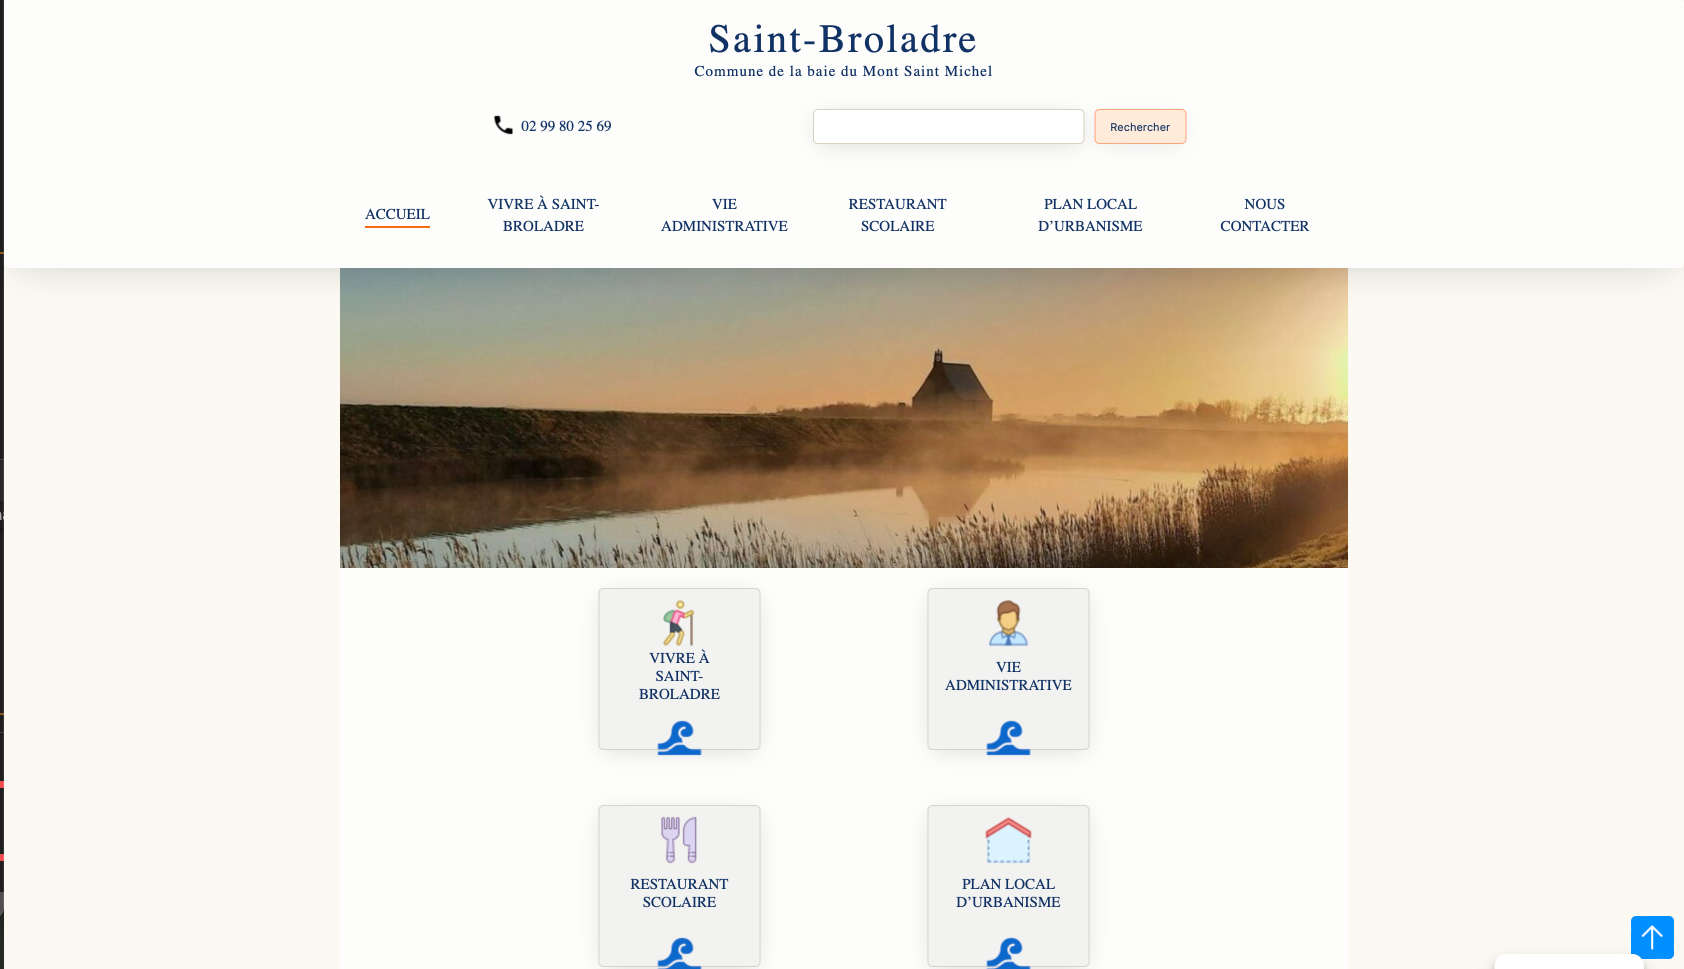 Saint-Broladre
Commune de la baie du Mont Saint Michel
02 99 80 25 69
Rechercher
ACCUEIL
VIVRE À SAINT-
BROLADRE
VIE
ADMINISTRATIVE
RESTAURANT
SCOLAIRE
PLAN LOCAL
D’URBANISME
NOUS
CONTACTER
VIVRE À
SAINT-
BROLADRE
VIE
ADMINISTRATIVE
RESTAURANT
SCOLAIRE
PLAN LOCAL
D’URBANISME